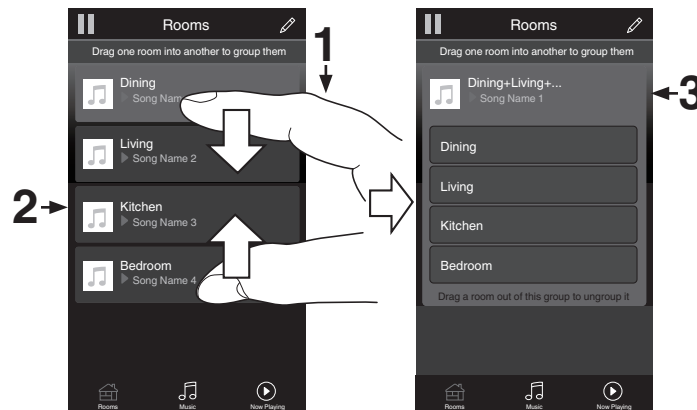 Rooms
Drag one room into another to group them
1
Dining
Song Nam
Living
Song Name 2
2
Kitchen
Song Name 3
Bedroom
Song Name 4
Rooms
Music
Now Playing
Rooms
Drag one room into another to group them
Dining+Living+...
Song Name 1
3
Dining
Living
Kitchen
Bedroom
Drag a room out of this group to ungroup it
Rooms
Music
Now Playing